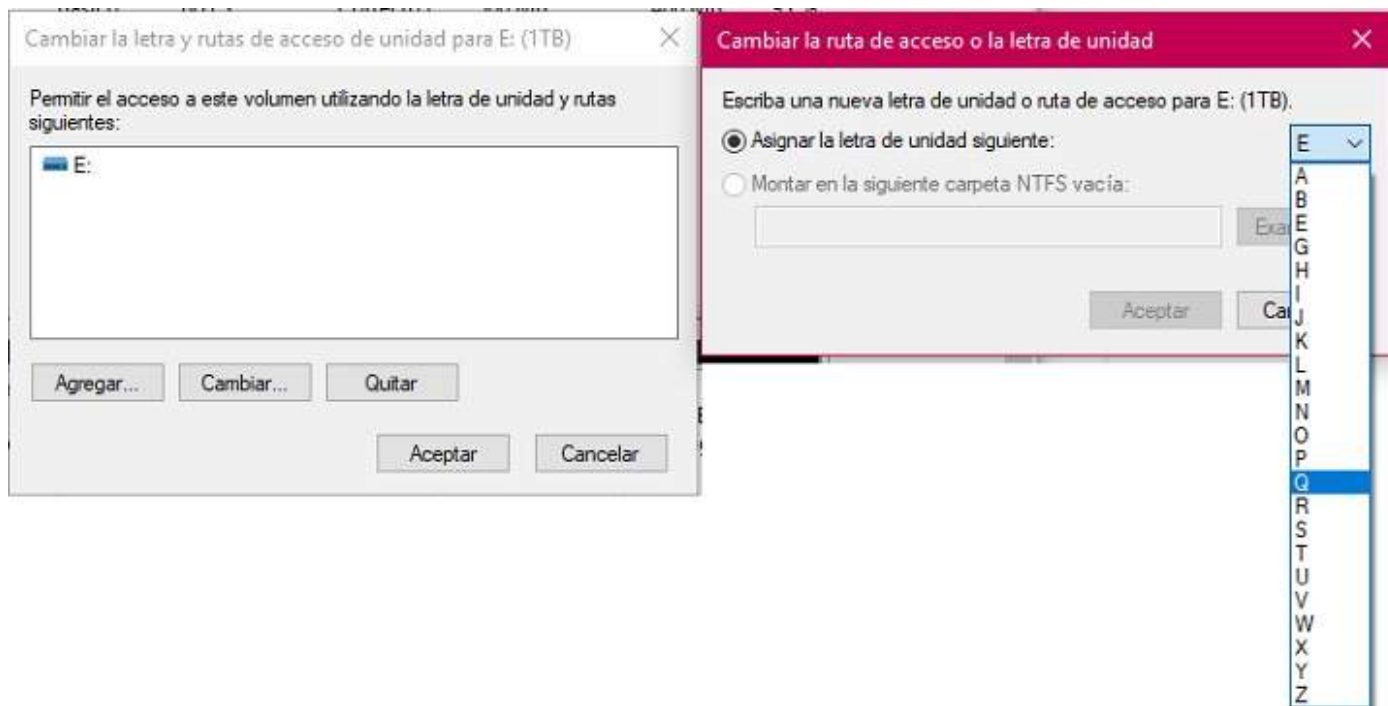 Cambiar la letra y rutas de acceso de unidad para E: (1TB)
Permitir el acceso a este volumen utilizando la letra de unidad y rutas
siguientes:
E:
Agregar...
Cambiar...
Quitar
Aceptar
Cancelar
Cambiar la ruta de acceso o la letra de unidad
Escriba una nueva letra de unidad o ruta de acceso para E: (1TB).
Asignar la letra de unidad siguiente:
E
Montar en la siguiente carpeta NTFS vacía:
Aceptar
A
B
E
G
H
I
J
K
L
M
N
O
P
Q
R
S
T
U
V
W
X
Y
Z